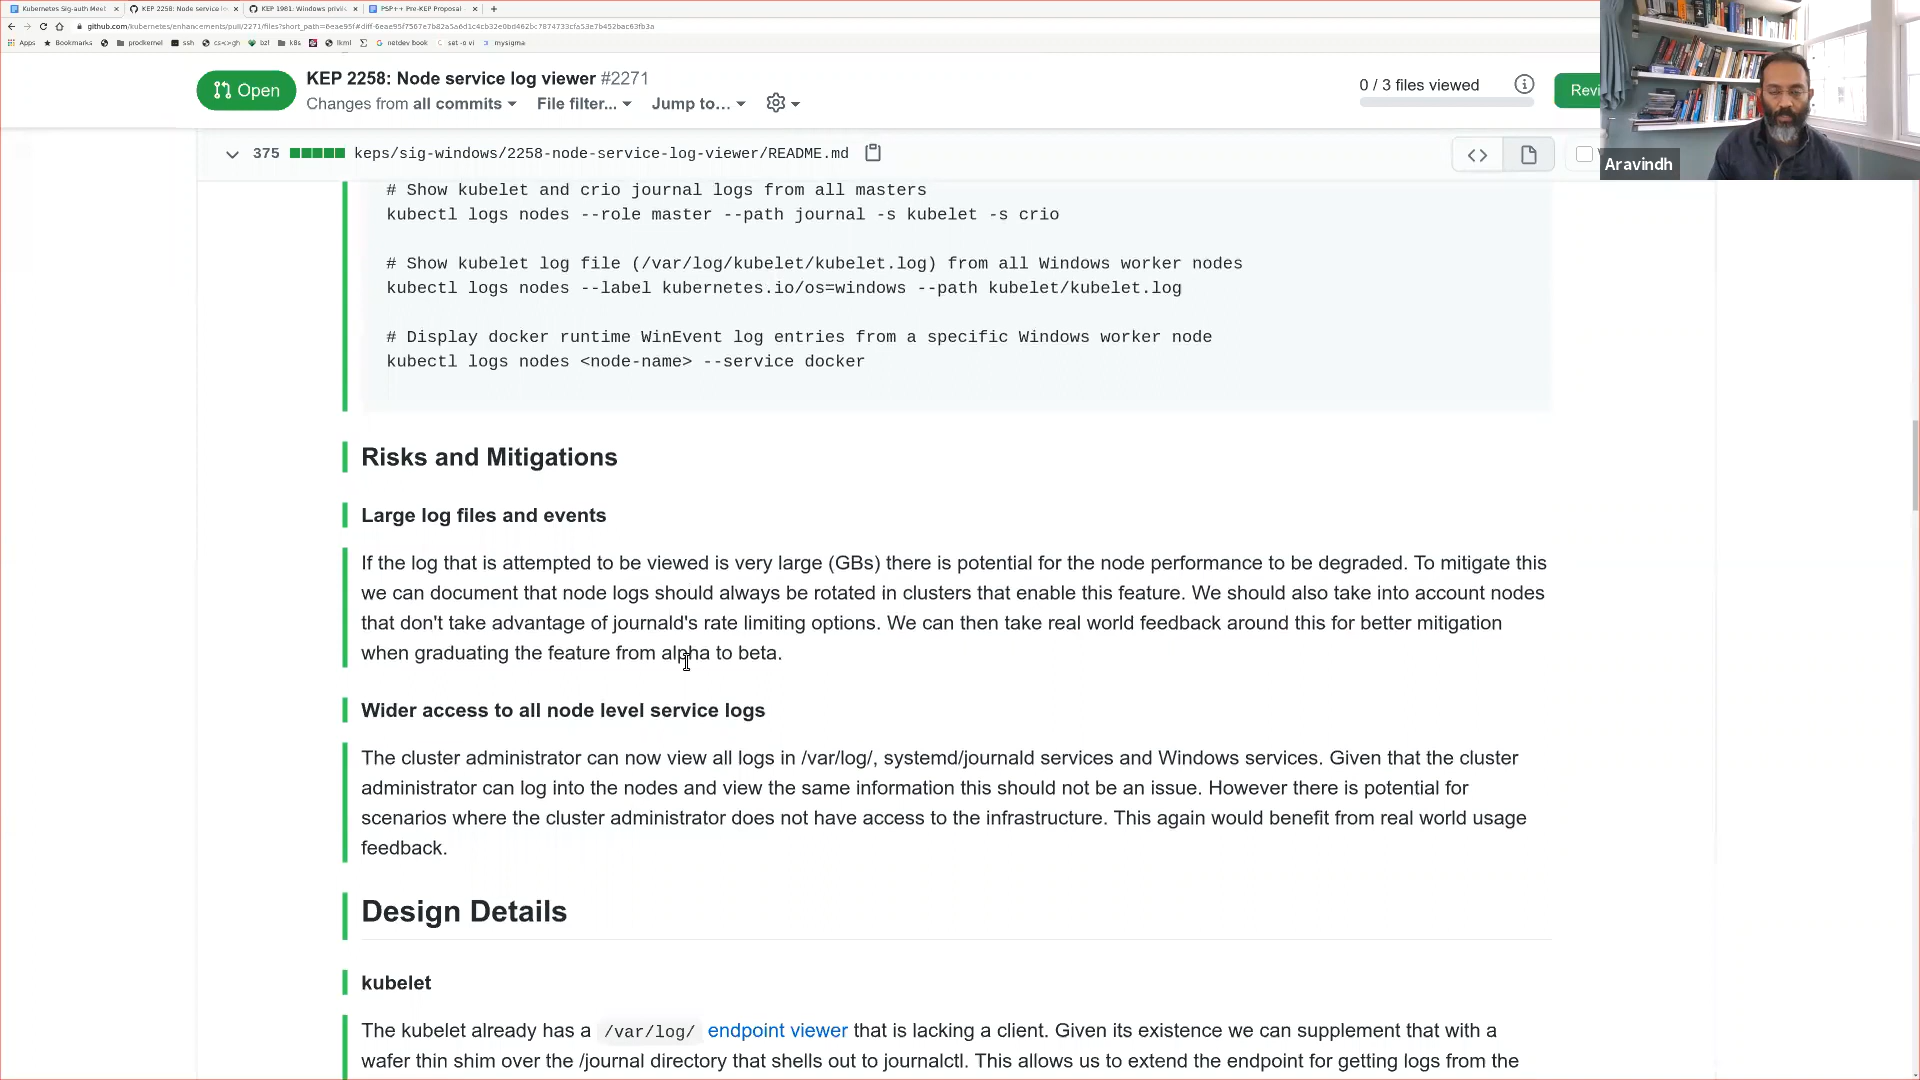 Kubernetes Sig-auth Meet
KEP 2258: Node service l
KEP 1981: Windows privil
PSP++ Pre-KEP Proposal
Apps
Bookmarks
prodkernel
ssh
cs<>gh
bzl
k8s
lkml
netdev book
set -o vi
mysigma
Open
KEP 2258: Node service log viewer #2271
Changes from all commits
File filter...
Jump to...
0 / 3 files viewed
Revi
Aravindh
375
keps/sig-windows/2258-node-service-log-viewer/README.md
# Show kubelet and crio journal logs from all masters
kubectl logs nodes --role master --path journal -s kubelet -s crio
# Show kubelet log file (/var/log/kubelet/kubelet.log) from all Windows worker nodes
kubectl logs nodes --label kubernetes.io/os=windows --path kubelet/kubelet.log
# Display docker runtime WinEvent log entries from a specific Windows worker node
kubectl logs nodes <node-name> --service docker
Risks and Mitigations
Large log files and events
If the log that is attempted to be viewed is very large (GBs) there is potential for the node performance to be degraded. To mitigate this
we can document that node logs should always be rotated in clusters that enable this feature. We should also take into account nodes
that don't take advantage of journald's rate limiting options. We can then take real world feedback around this for better mitigation
when graduating the feature from alpha to beta.
Wider access to all node level service logs
The cluster administrator can now view all logs in /var/log/, systemd/journald services and Windows services. Given that the cluster
administrator can log into the nodes and view the same information this should not be an issue. However there is potential for
scenarios where the cluster administrator does not have access to the infrastructure. This again would benefit from real world usage
feedback.
Design Details
kubelet
The kubelet already has a /var/log/ endpoint viewer that is lacking a client. Given its existence we can supplement that with a
wafer thin shim over the /journal directory that shells out to journalctl. This allows us to extend the endpoint for getting logs from the